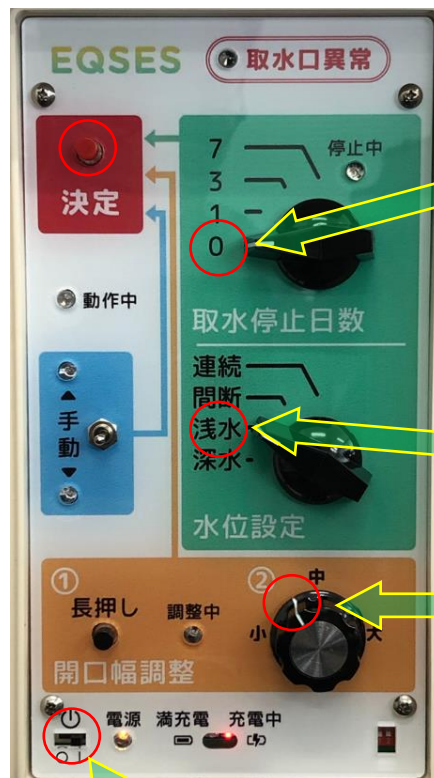 EQSES
取水口異常
決定
7
3
1
0
停止中
取水停止日数
動作中
手動
連続
間断
浅水
深水
水位設定
①
長押し
調整中
②
小
中
大
開口幅調整
電源
満充電
充電中